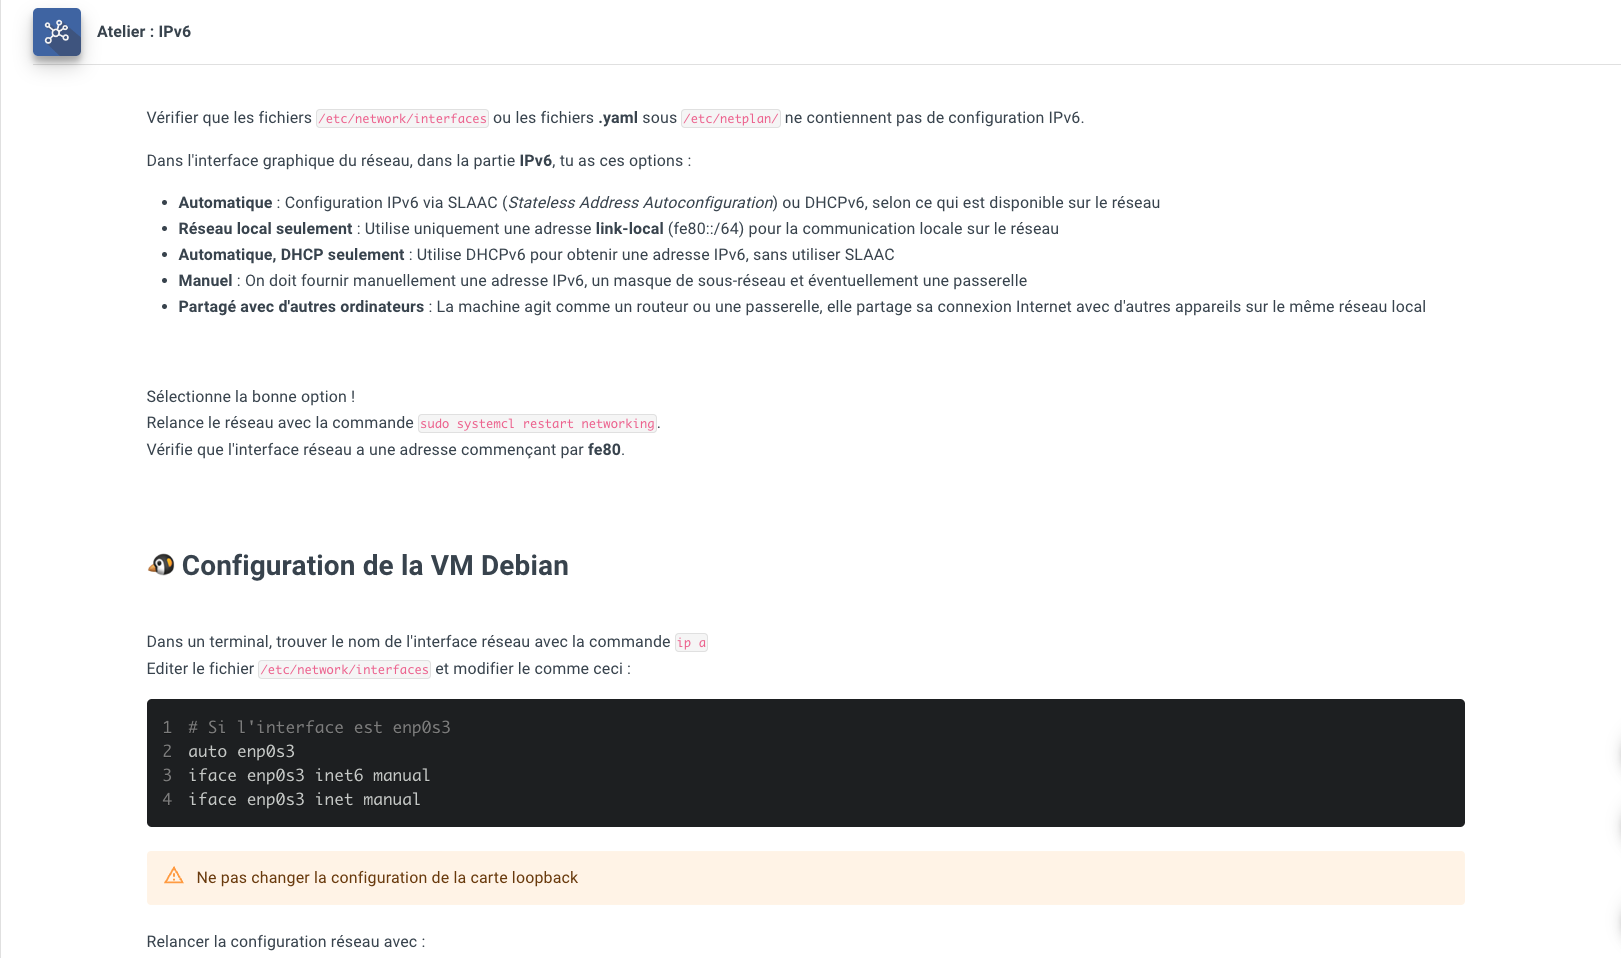 Atelier : IPv6
Vérifier que les fichiers /etc/network/interfaces ou les fichiers .yaml sous /etc/netplan/ ne contiennent pas de configuration IPv6.
Dans l'interface graphique du réseau, dans la partie IPv6, tu as ces options :
• Automatique : Configuration IPv6 via SLAAC (Stateless Address Autoconfiguration) ou DHCPv6, selon ce qui est disponible sur le réseau
• Réseau local seulement : Utilise uniquement une adresse link-local (fe80::/64) pour la communication locale sur le réseau
• Automatique, DHCP seulement : Utilise DHCPv6 pour obtenir une adresse IPv6, sans utiliser SLAAC
• Manuel : On doit fournir manuellement une adresse IPv6, un masque de sous-réseau et éventuellement une passerelle
• Partagé avec d'autres ordinateurs : La machine agit comme un routeur ou une passerelle, elle partage sa connexion Internet avec d'autres appareils sur le même réseau local
Sélectionne la bonne option !
Relance le réseau avec la commande sudo systemcl restart networking.
Vérifie que l'interface réseau a une adresse commençant par fe80.
Configuration de la VM Debian
Dans un terminal, trouver le nom de l'interface réseau avec la commande ip a
Editer le fichier /etc/network/interfaces et modifier le comme ceci :
1 # Si l'interface est enp0s3
2 auto enp0s3
3 iface enp0s3 inet6 manual
4 iface enp0s3 inet manual
Ne pas changer la configuration de la carte loopback
Relancer la configuration réseau avec :